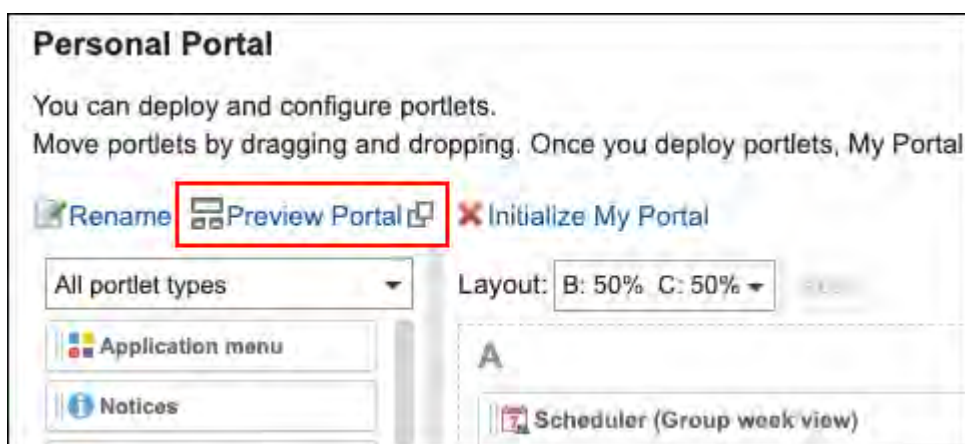 Personal Portal
You can deploy and configure portlets.
Move portlets by dragging and dropping. Once you deploy portlets, My Portal
Rename Preview Portal Initialize My Portal
All portlet types Layout: B: 50% C: 50%
Application menu
A
Notices
Scheduler (Group week view)